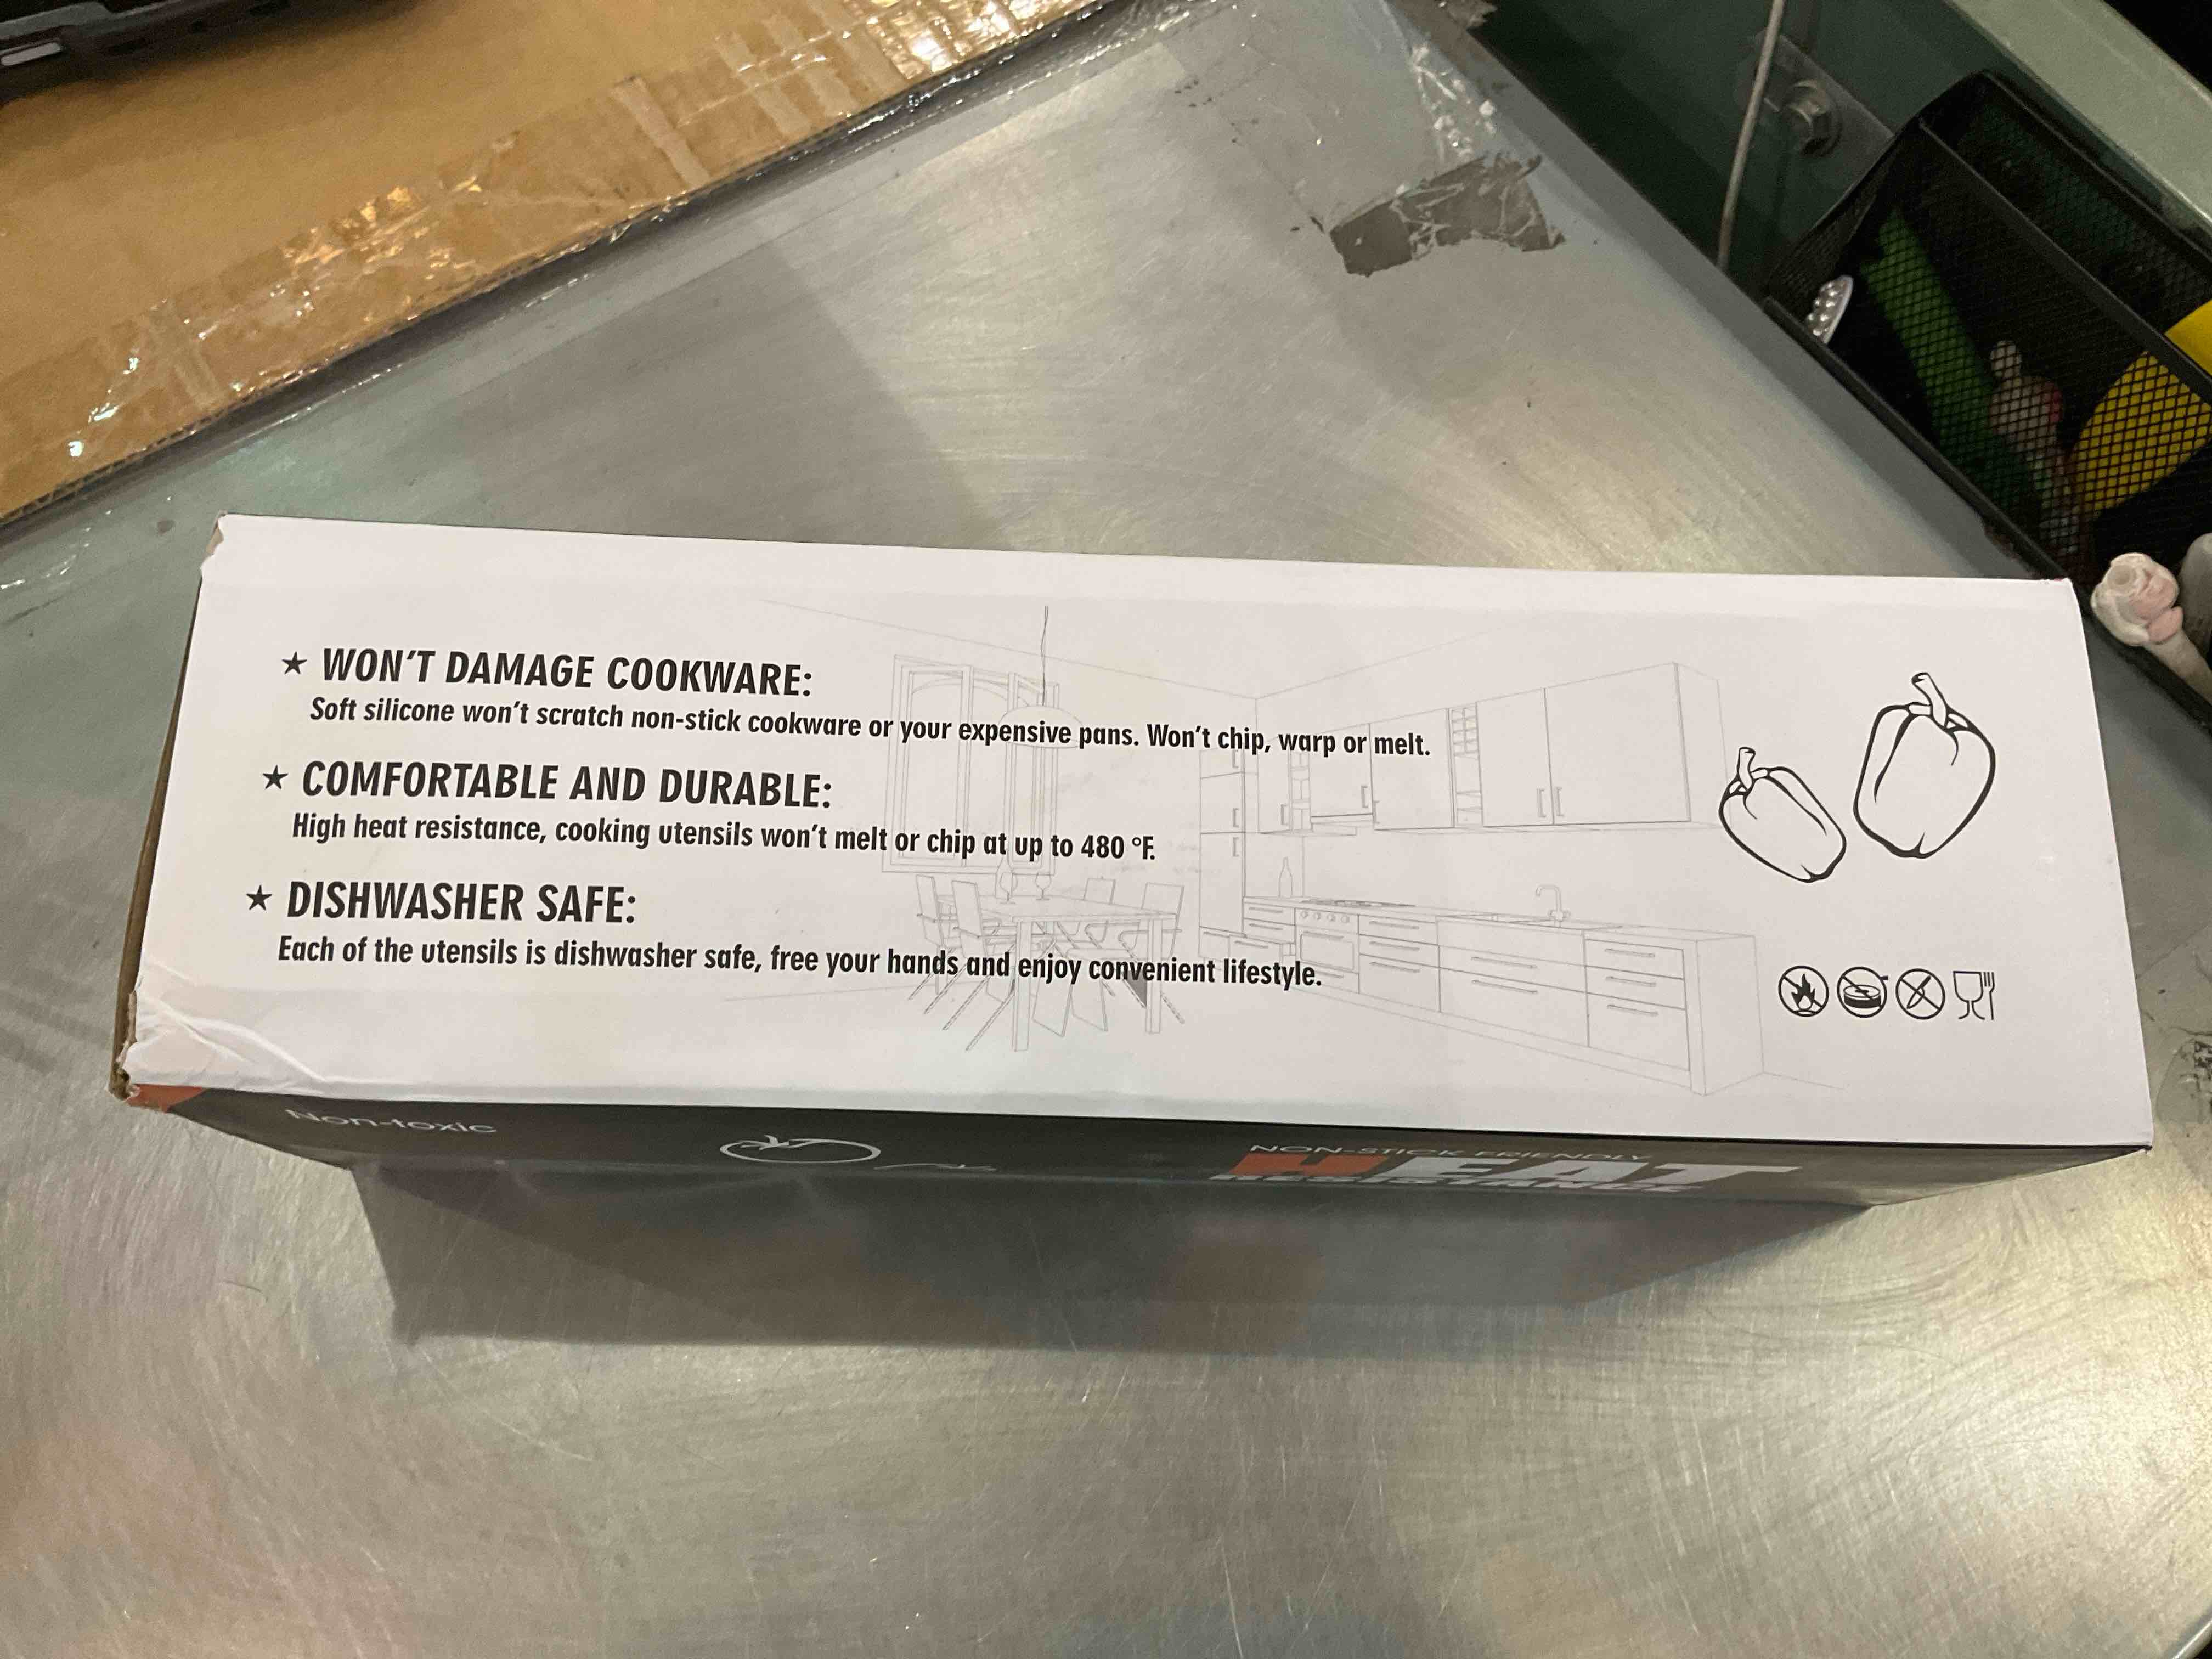 ★ WON'T DAMAGE COOKWARE:
Soft silicone won't scratch non-stick cookware or your expensive pans. Won't chip, warp or melt.
★ COMFORTABLE AND DURABLE:
High heat resistance, cooking utensils won't melt or chip at up to 480 °F.
★ DISHWASHER SAFE:
Each of the utensils is dishwasher safe, free your hands and enjoy convenient lifestyle.
Non-toxic
NON-STICK FRIENDLY
HEAT
RESISTANCE